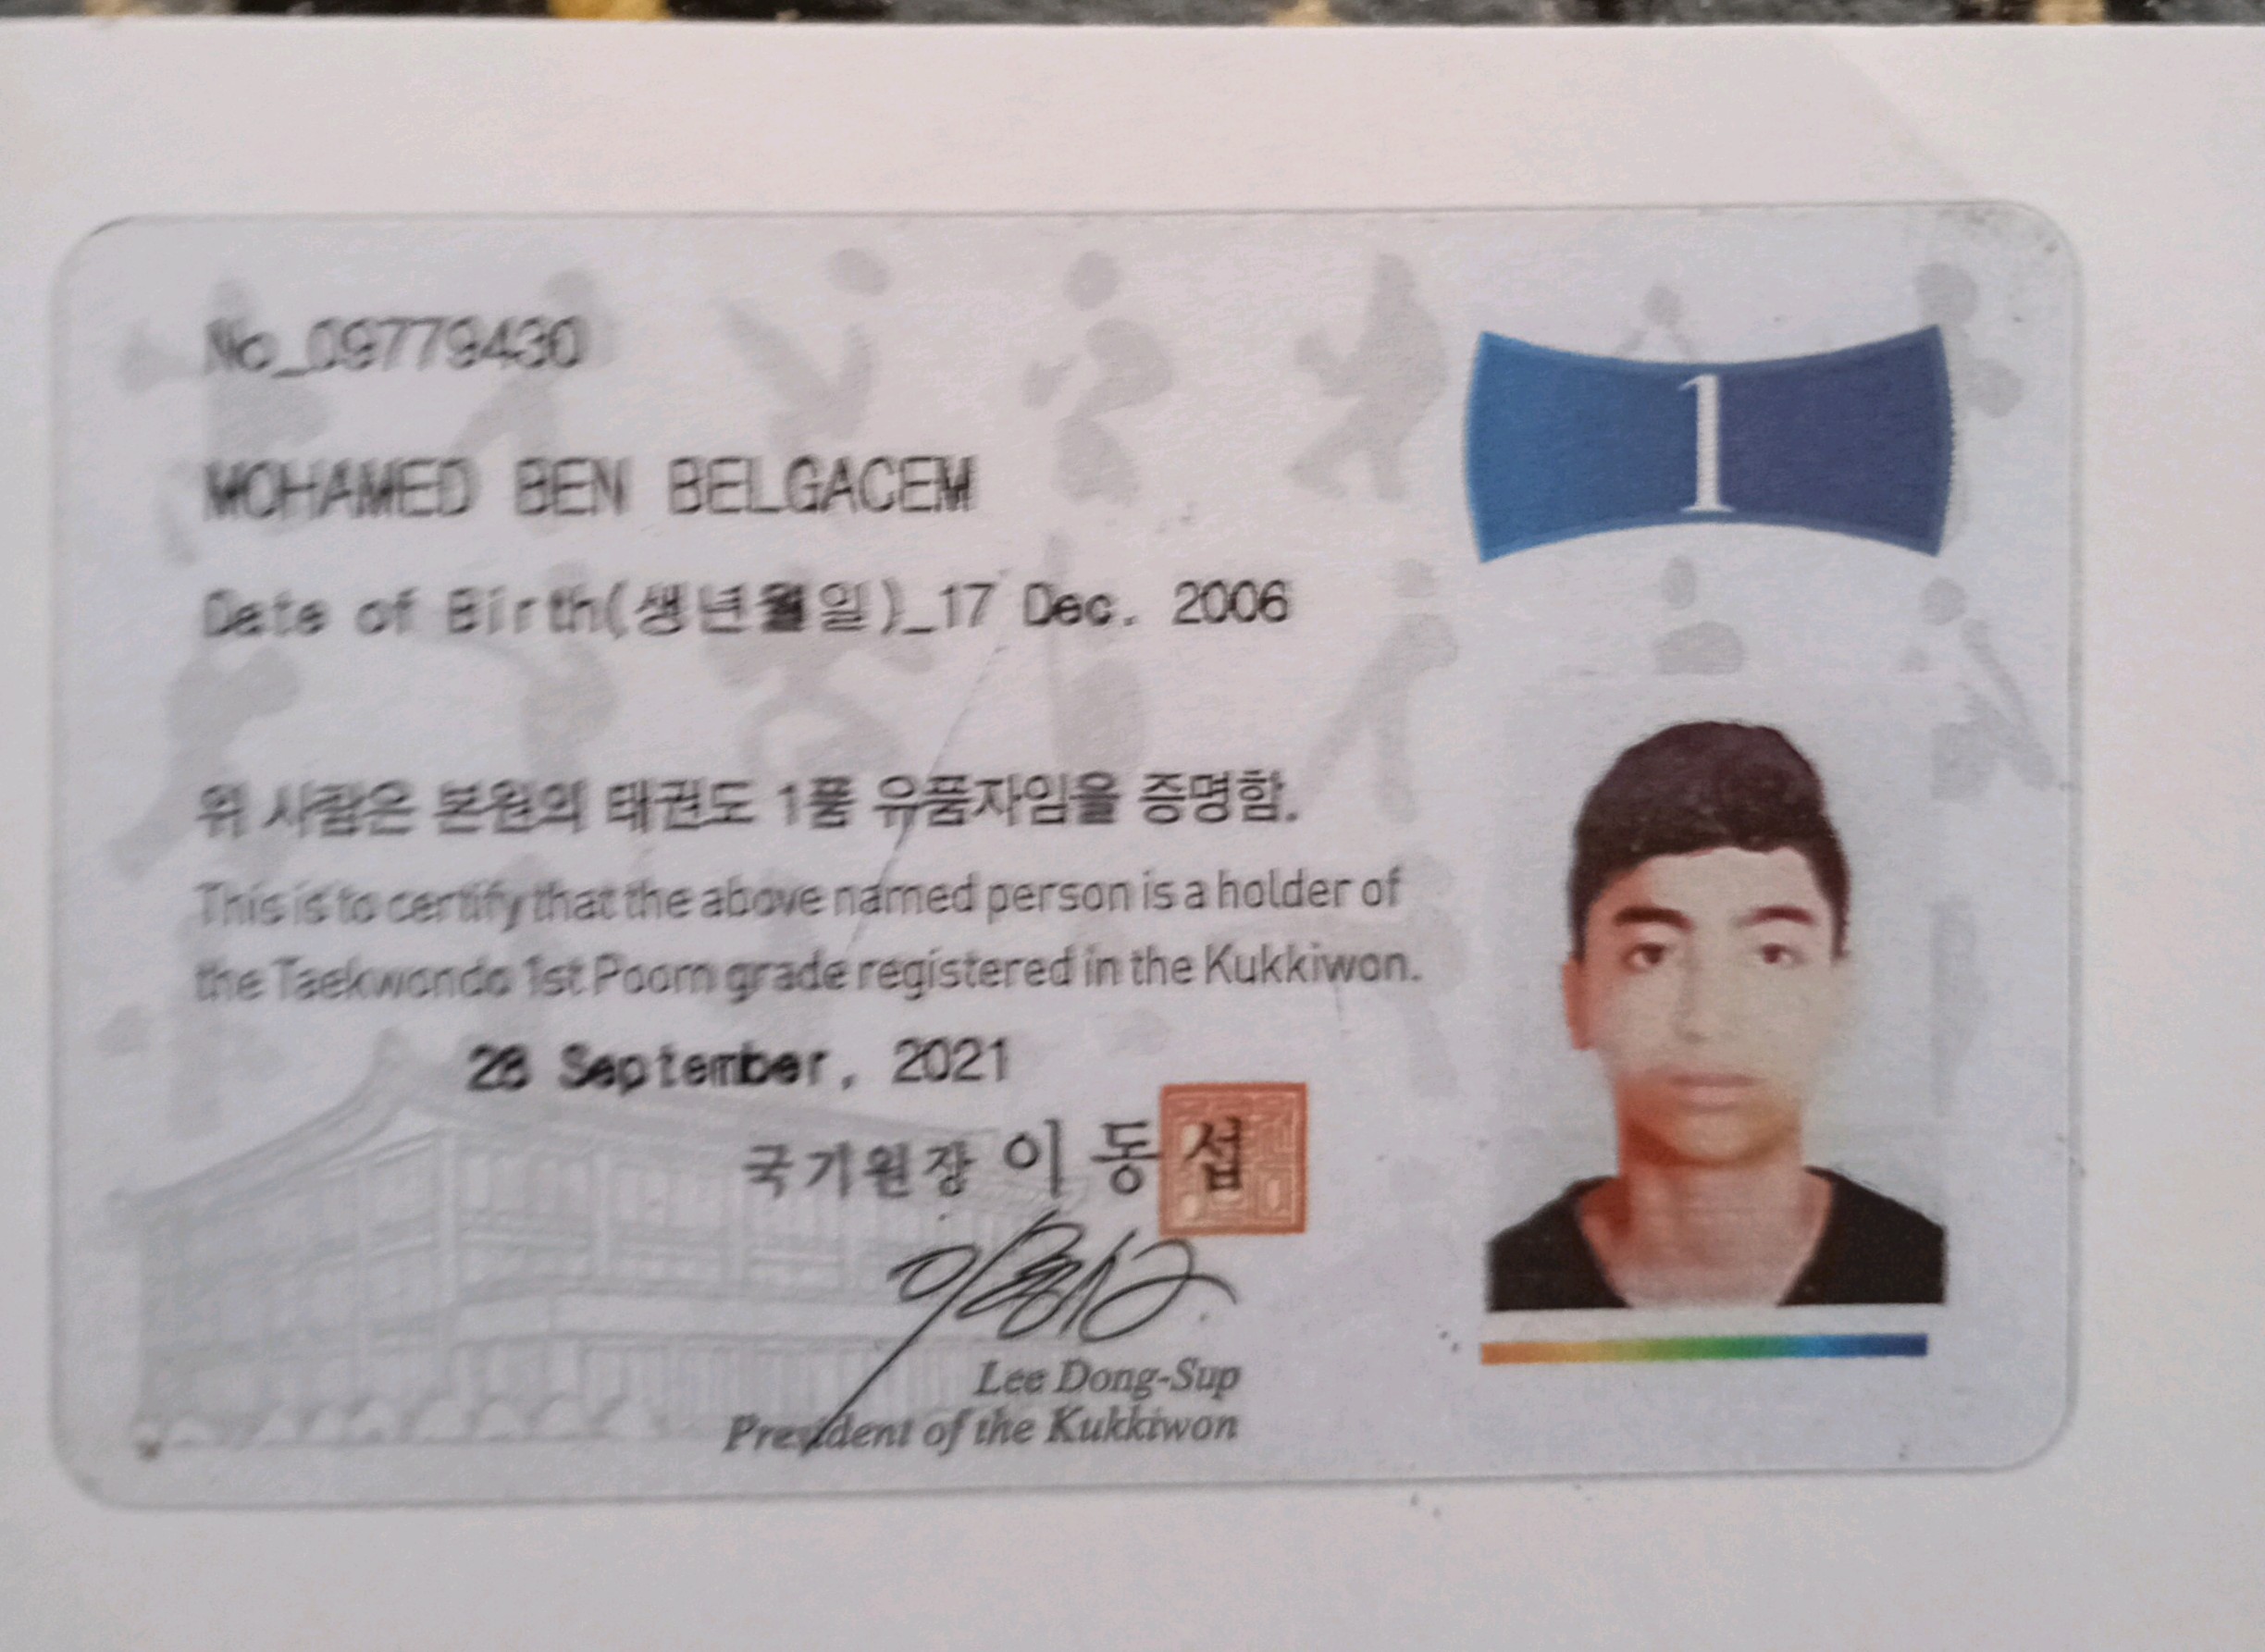 No_09779430
1
MOHAMED BEN BELGACEM
Date of Birth(생년월일)_17 Dec. 2006
위 사람은 본원의 태권도 1품 유품자임을 증명함.
This is to certify that the above named person is a holder of
the Taekwondo 1st Poom grade registered in the Kukkiwon.
28 September, 2021
국기원장 이동섭
Lee Dong-Sup
President of the Kukkiwon